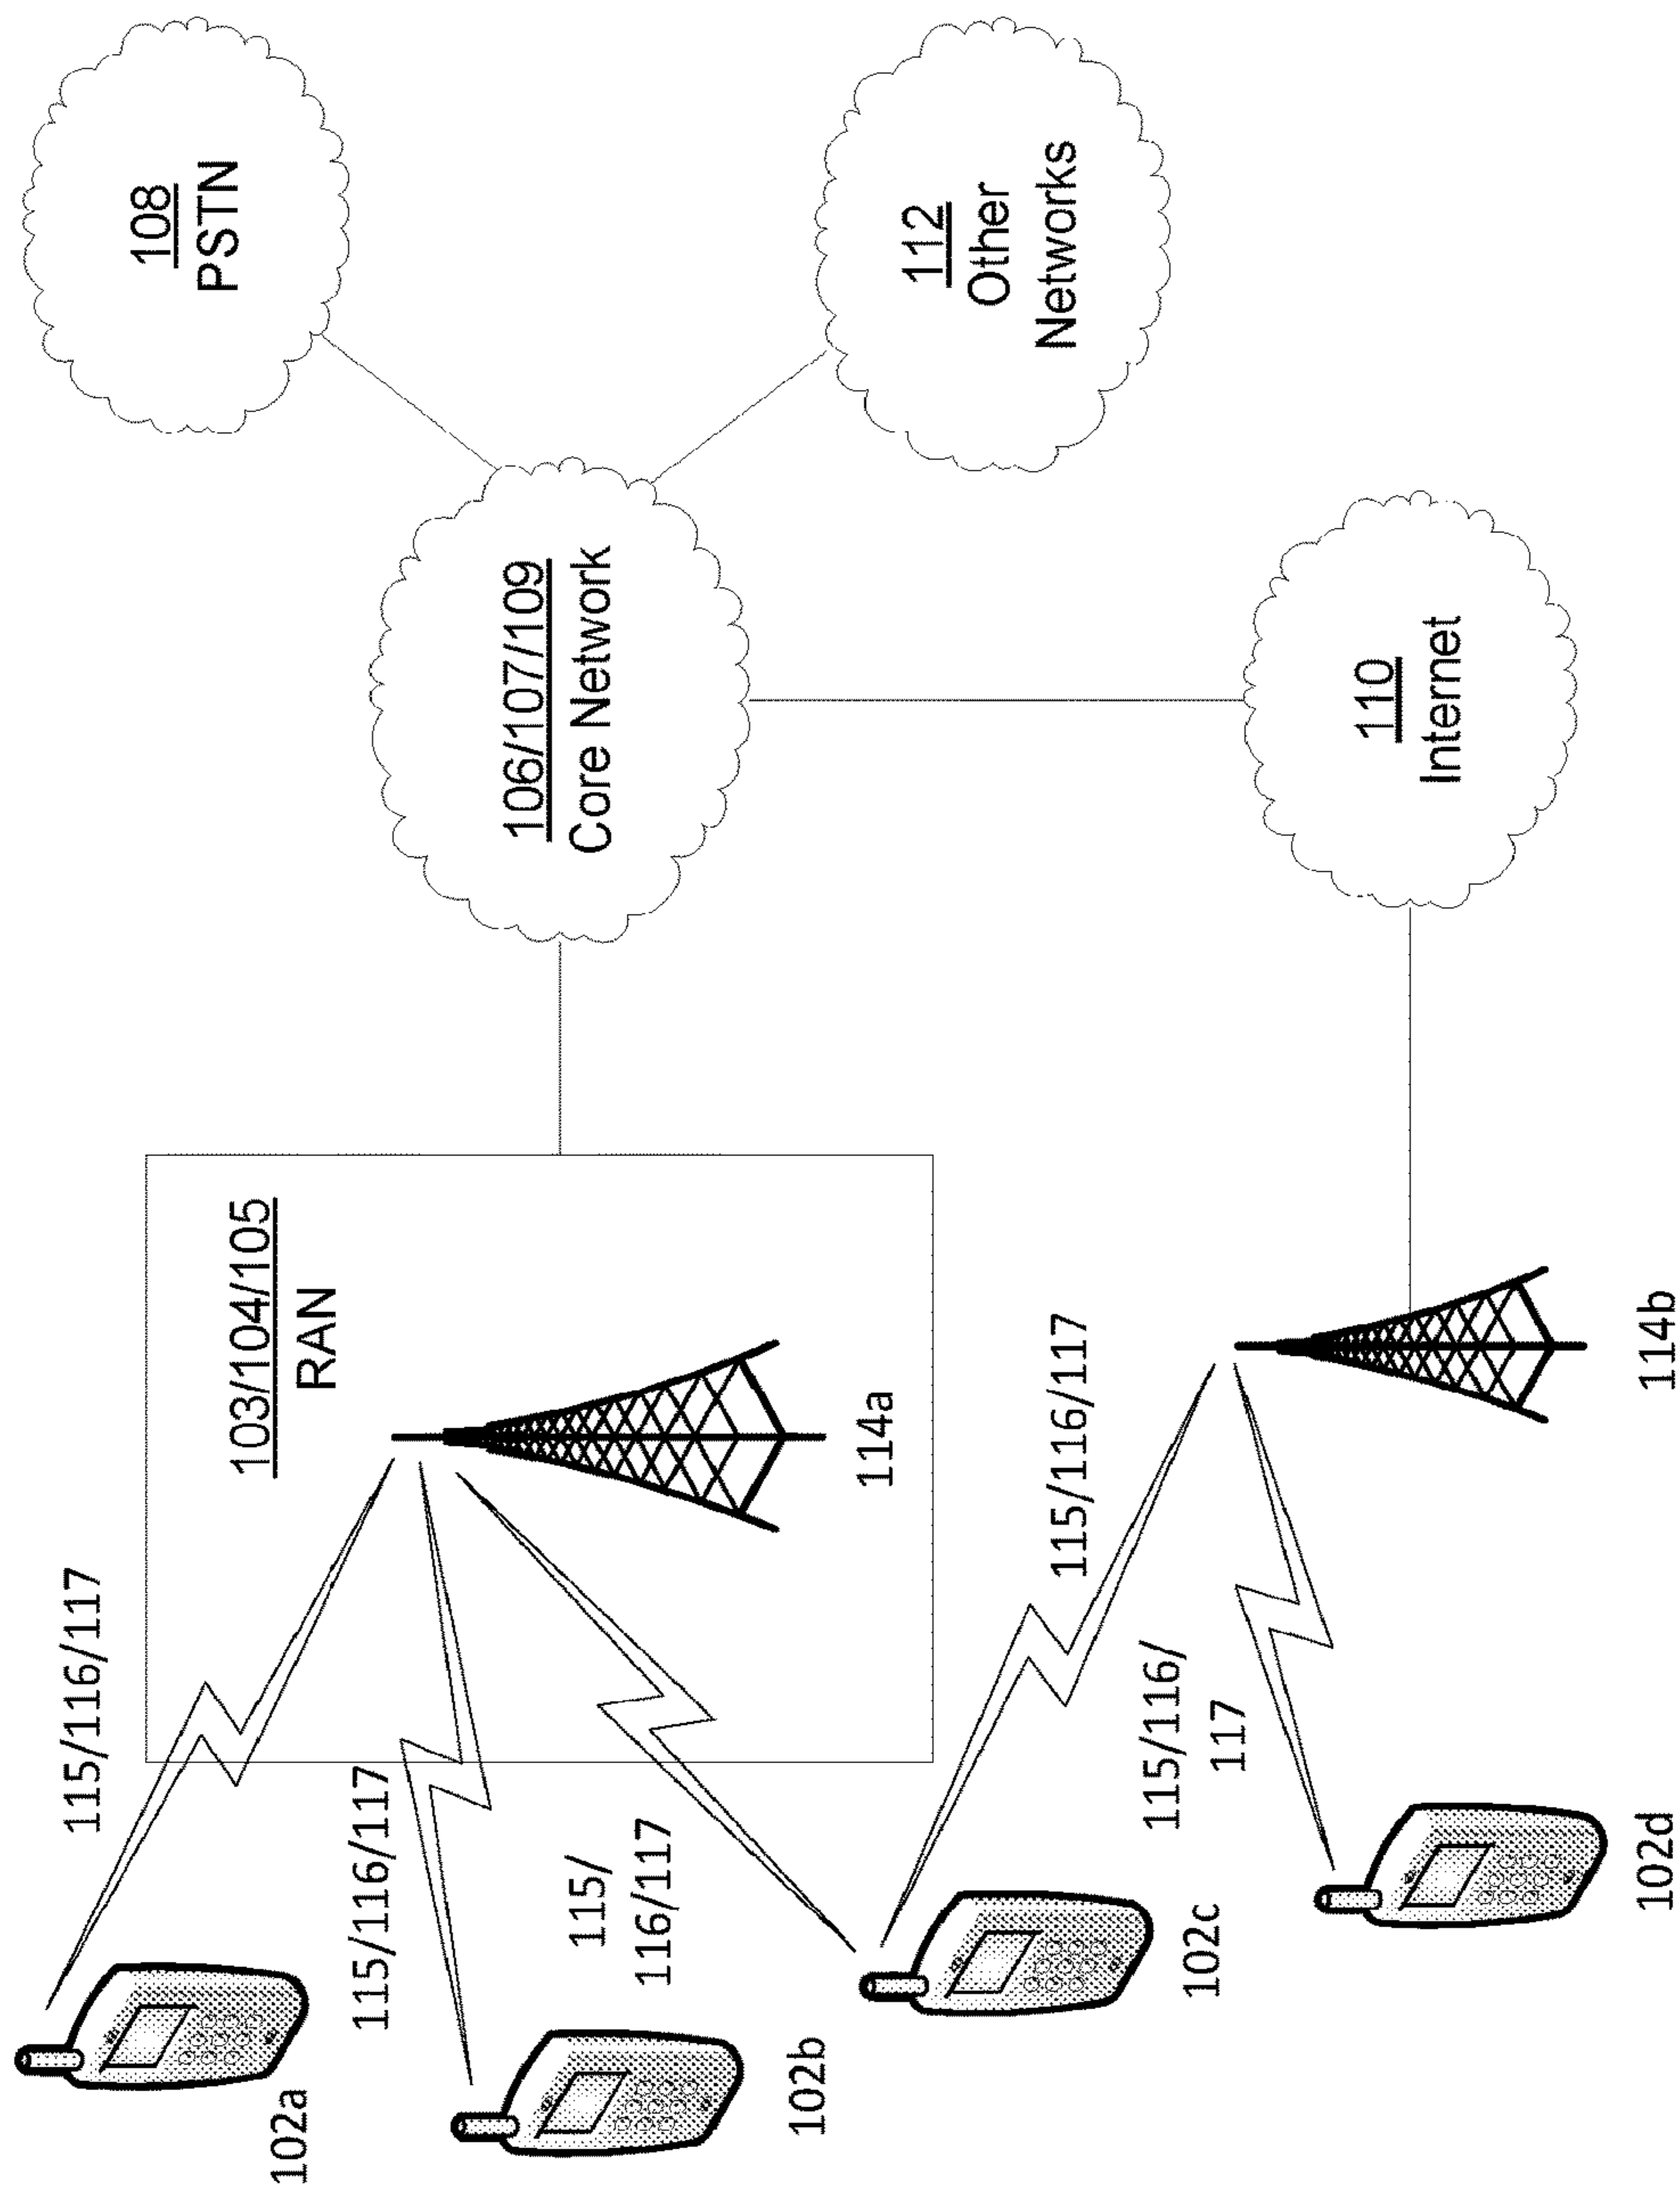 102a
115/116/117
103/104/105
RAN
108
PSTN
102b
115/116/117
115/
116/117
114a
106/107/109
Core Network
112
Other
Networks
102c
115/116/117
115/116/
117
102d
114b
110
Internet